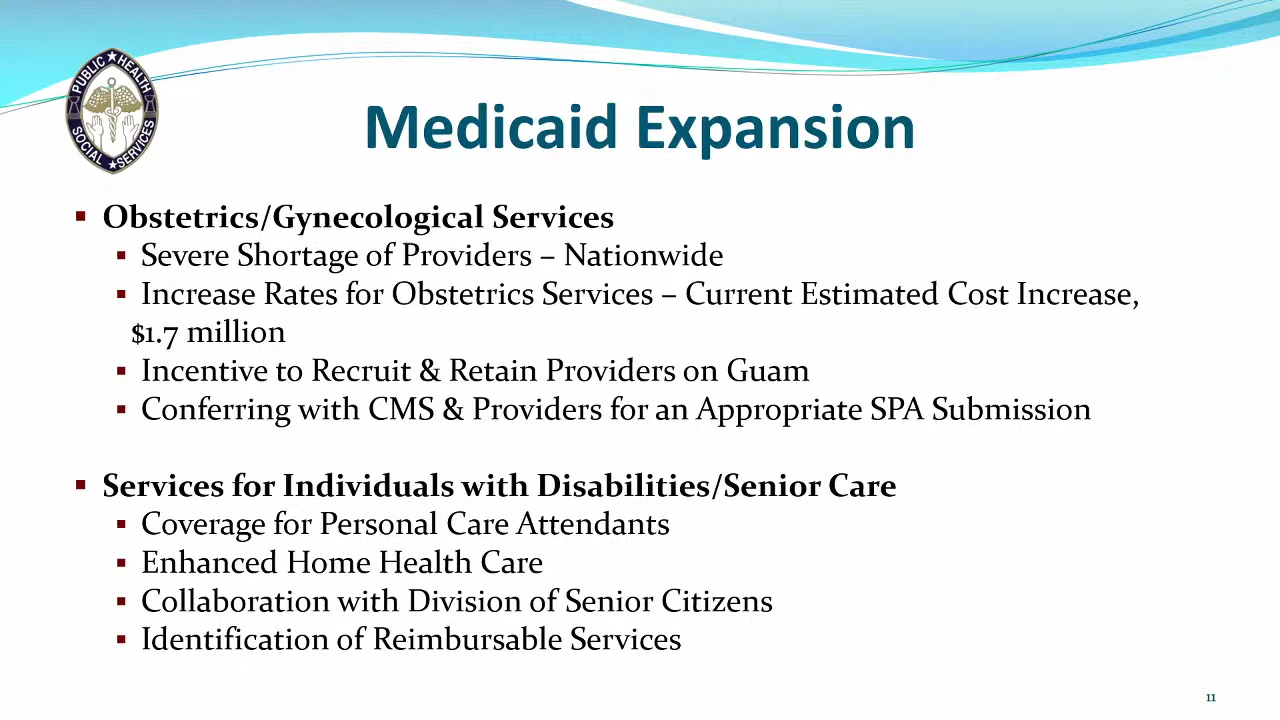 PUBLIC HEALTH
SOCIAL SERVICES
Medicaid Expansion
▪ Obstetrics/Gynecological Services
▪ Severe Shortage of Providers – Nationwide
▪ Increase Rates for Obstetrics Services – Current Estimated Cost Increase,
$1.7 million
▪ Incentive to Recruit & Retain Providers on Guam
▪ Conferring with CMS & Providers for an Appropriate SPA Submission
▪ Services for Individuals with Disabilities/Senior Care
▪ Coverage for Personal Care Attendants
▪ Enhanced Home Health Care
▪ Collaboration with Division of Senior Citizens
▪ Identification of Reimbursable Services
11